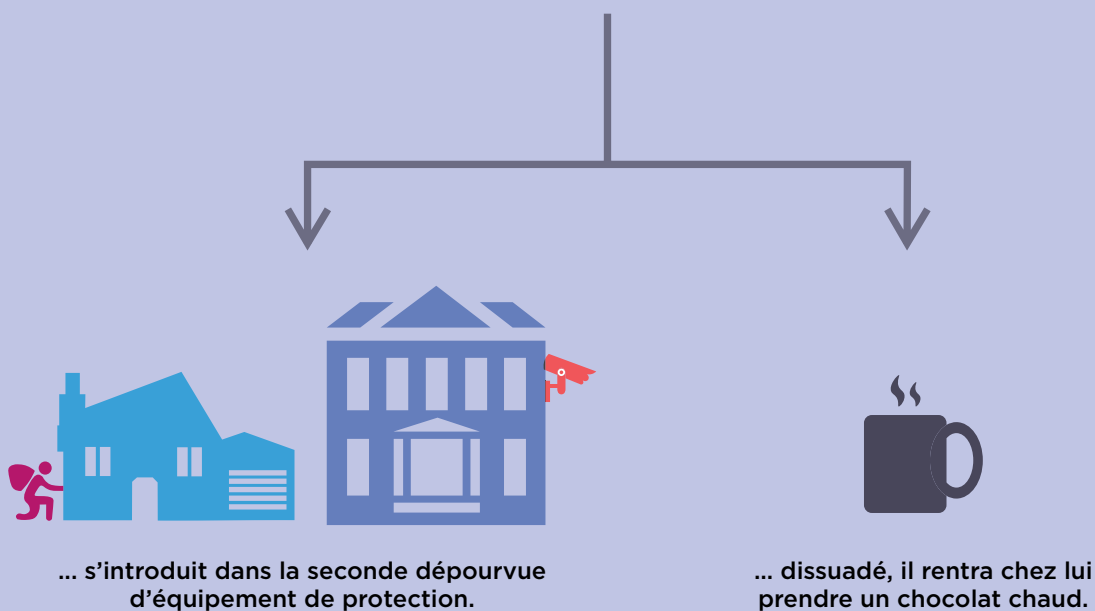 ... s’introduit dans la seconde dépourvue
d’équipement de protection.
... dissuadé, il rentra chez lui
prendre un chocolat chaud.